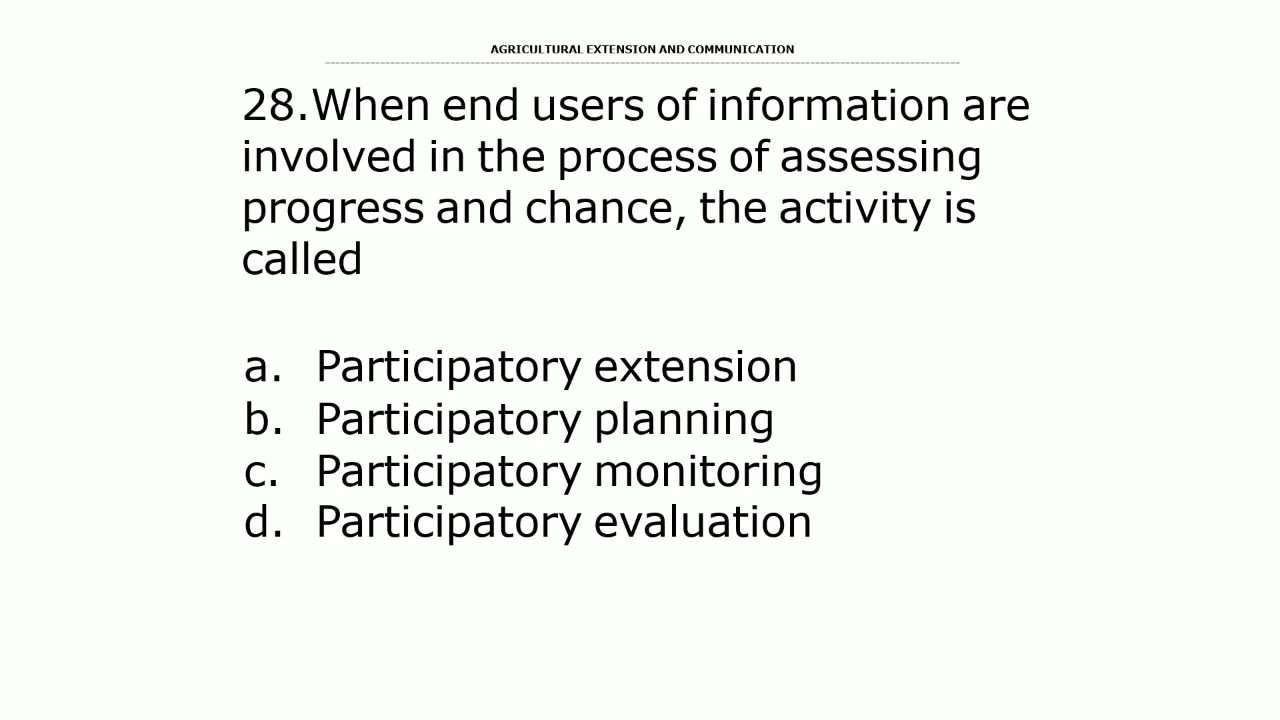 AGRICULTURAL EXTENSION AND COMMUNICATION
28.When end users of information are
involved in the process of assessing
progress and chance, the activity is
called
a. Participatory extension
b. Participatory planning
c. Participatory monitoring
d. Participatory evaluation